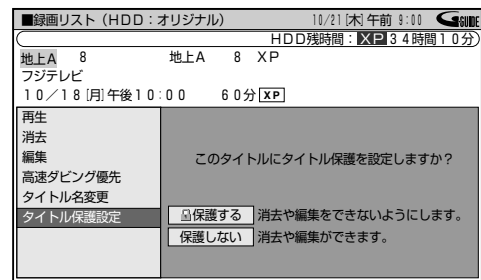 ■録画リスト（HDD：オリジナル） 10/21[木]午前 9:00 GGUIDE
HDD残時間：XP34時間10分）
地上A 8 地上A 8 XP
フジテレビ
10／18[月]午後10:00 60分 XP
再生
消去
編集
高速ダビング優先
タイトル名変更
タイトル保護設定
このタイトルにタイトル保護を設定しますか？
保護する 消去や編集をできないようにします。
保護しない 消去や編集ができます。